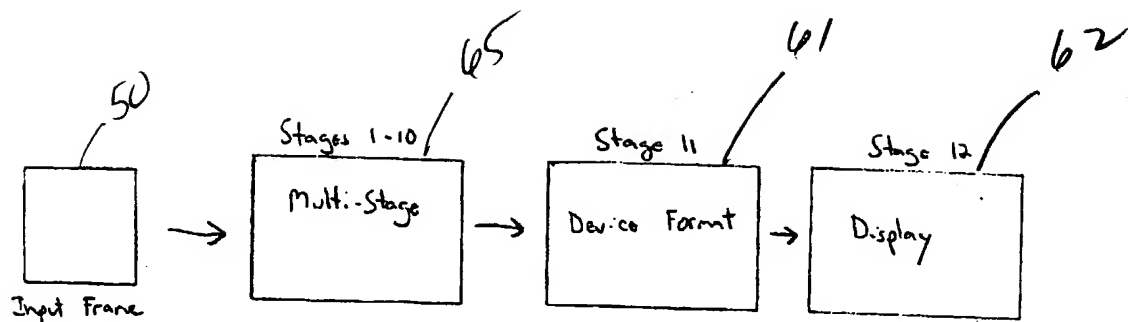 50
65
61
62
Stages 1-10
Stage 11
Stage 12
Multi-Stage
Device Format
Display
Input Frame